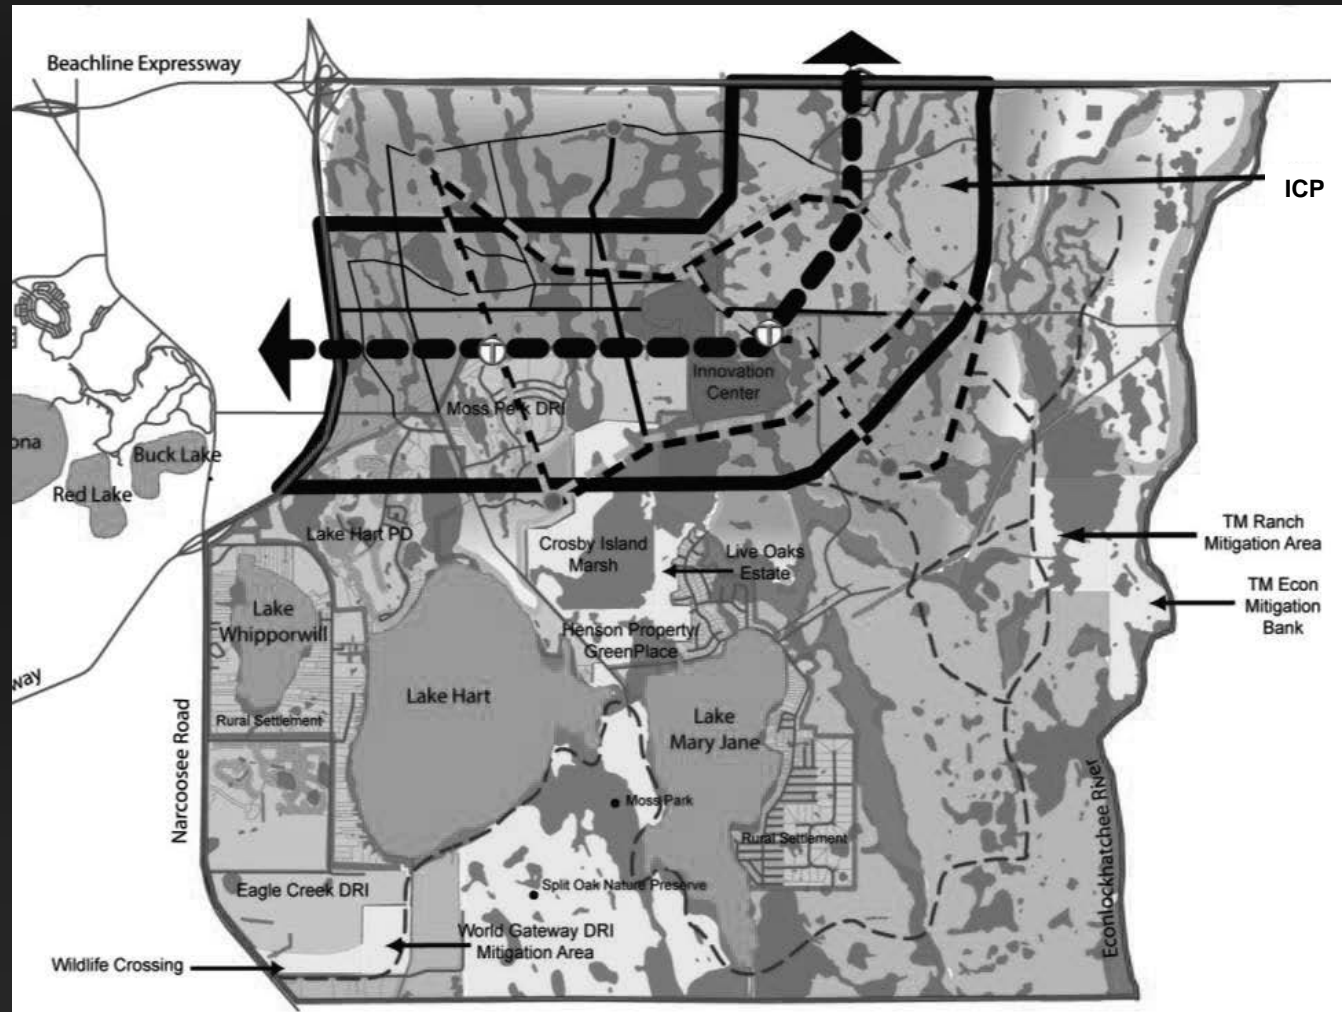 Beachline Expressway
ICP
T
T
Innovation
Center
Moss Park DRI
ona
Buck Lake
Red Lake
Lake Hart PD
Crosby Island
Marsh
Live Oaks
Estate
TM Ranch
Mitigation Area
TM Econ
Mitigation
Bank
Lake
Whipporwill
Henson Property/
GreenPlace
way
Lake Hart
Lake
Mary Jane
Rural Settlement
Narcoosee Road
Moss Park
Rural Settlement
Econlockhatchee River
Eagle Creek DRI
Split Oak Nature Preserve
World Gateway DRI
Mitigation Area
Wildlife Crossing